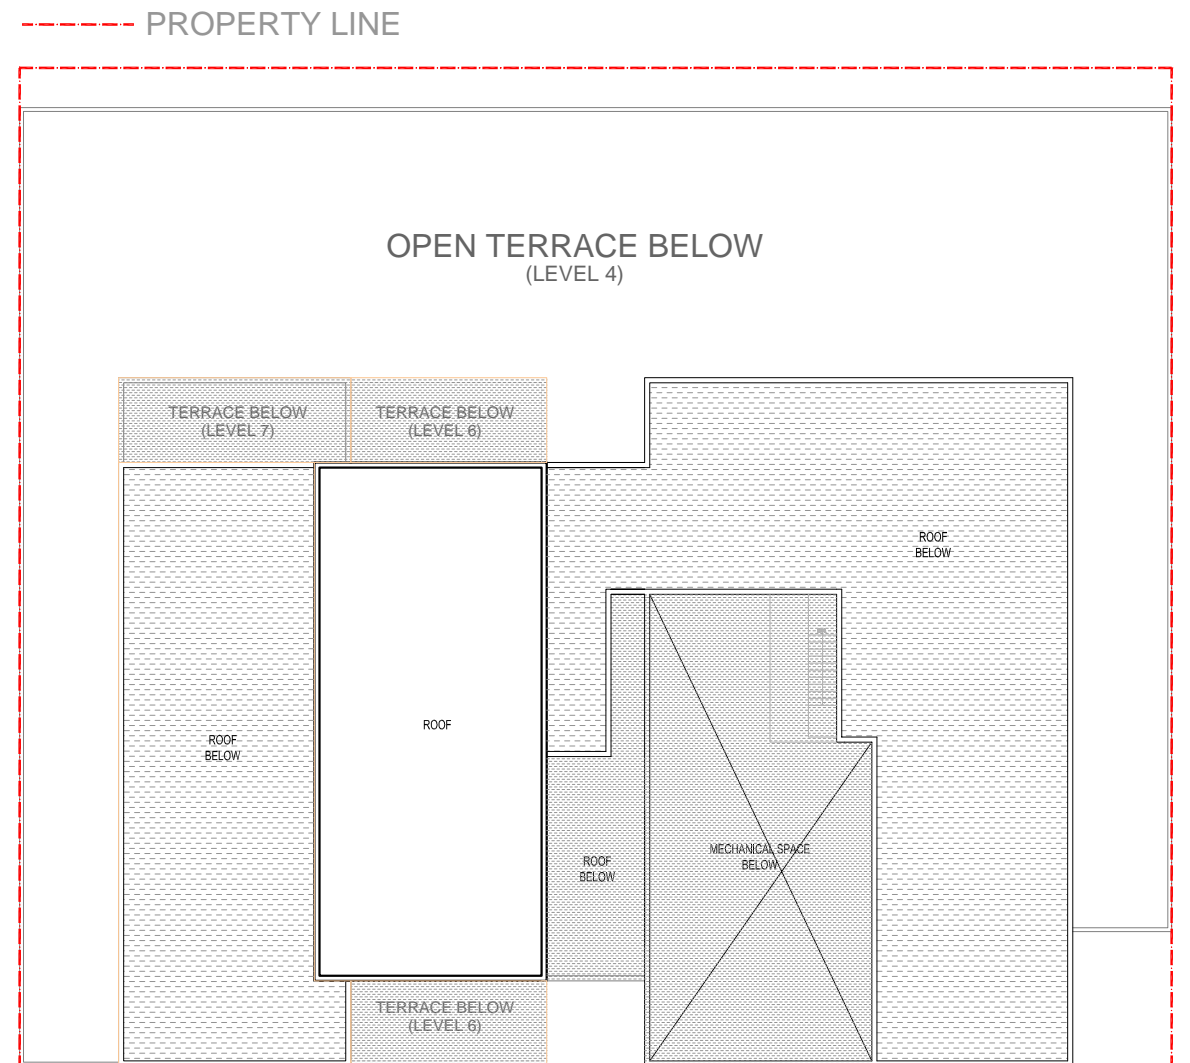 PROPERTY LINE
OPEN TERRACE BELOW
(LEVEL 4)
TERRACE BELOW
(LEVEL 7)
TERRACE BELOW
(LEVEL 6)
ROOF
BELOW
ROOF
ROOF
BELOW
MECHANICAL SPACE
BELOW
ROOF
BELOW
TERRACE BELOW
(LEVEL 6)